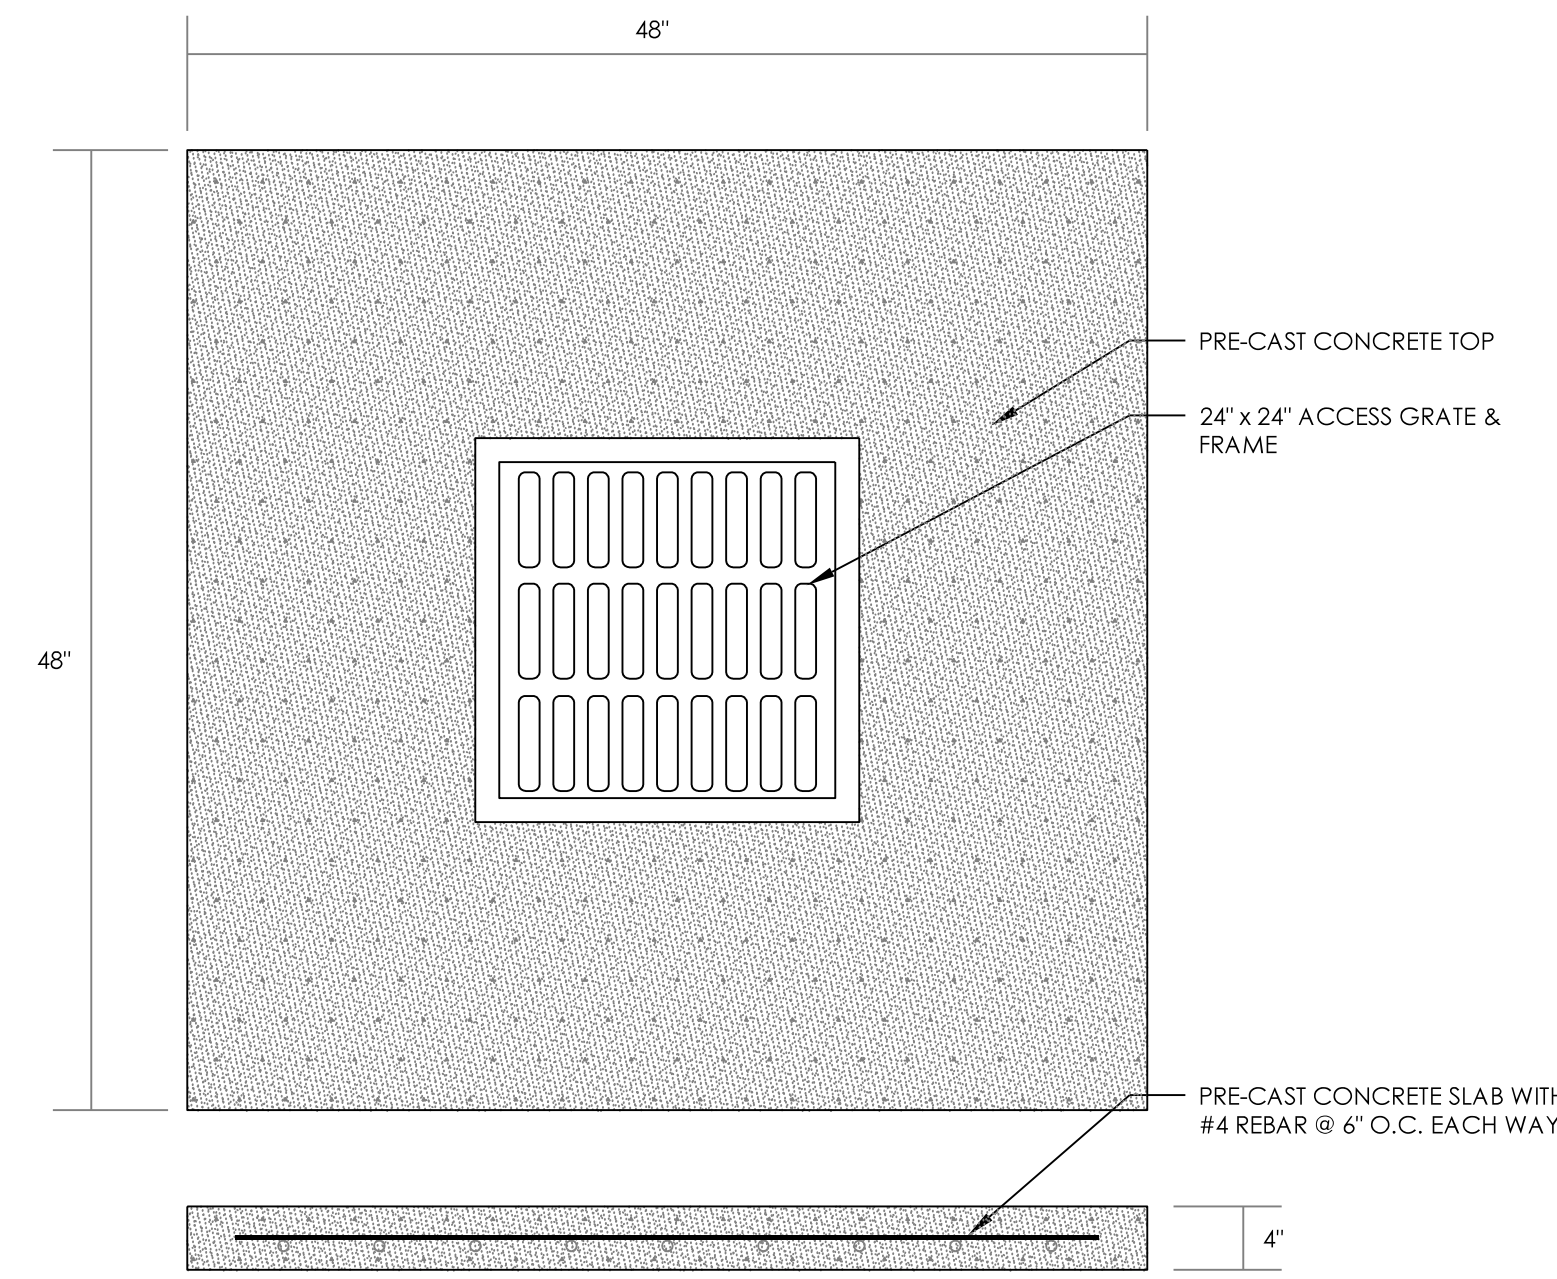 48"
PRE-CAST CONCRETE TOP
24" x 24" ACCESS GRATE &
FRAME
48"
PRE-CAST CONCRETE SLAB WITH
#4 REBAR @ 6" O.C. EACH WAY
4"